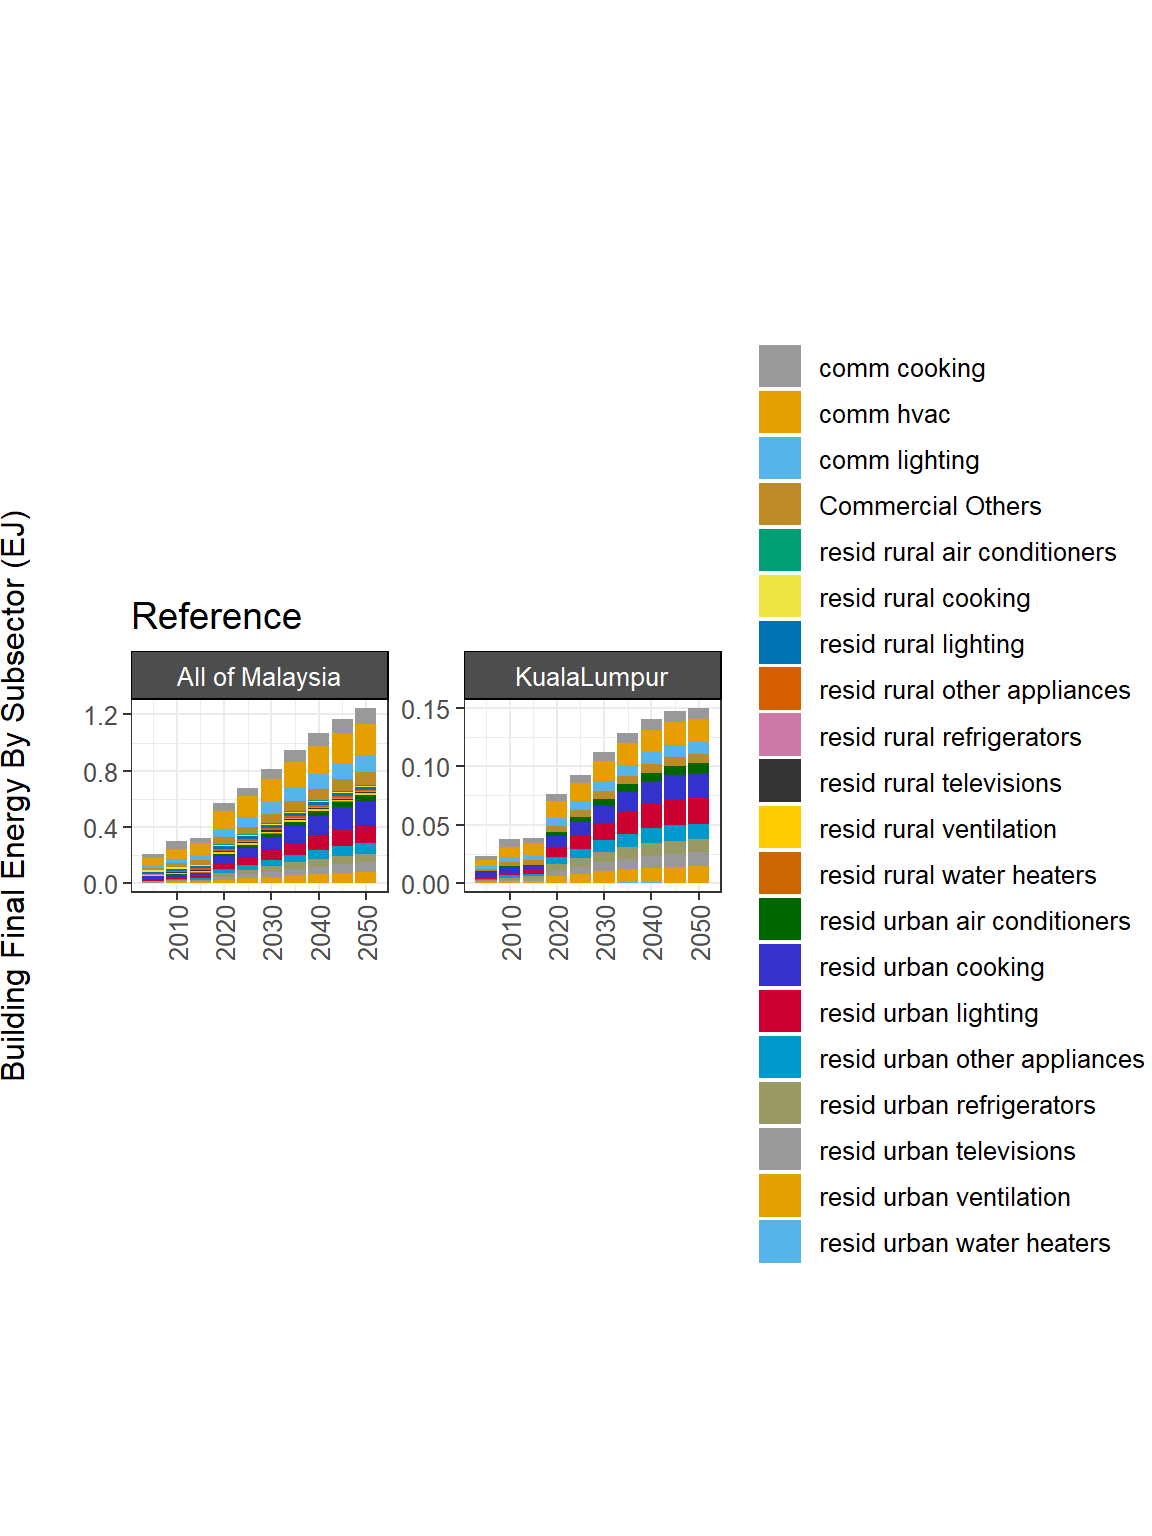 Building Final Energy By Subsector (EJ)
Reference
All of Malaysia
KualaLumpur
1.2
0.8
0.4
0.0
0.15
0.10
0.05
0.00
2010
2020
2030
2040
2050
2010
2020
2030
2040
2050
comm cooking
comm hvac
comm lighting
Commercial Others
resid rural air conditioners
resid rural cooking
resid rural lighting
resid rural other appliances
resid rural refrigerators
resid rural televisions
resid rural ventilation
resid rural water heaters
resid urban air conditioners
resid urban cooking
resid urban lighting
resid urban other appliances
resid urban refrigerators
resid urban televisions
resid urban ventilation
resid urban water heaters